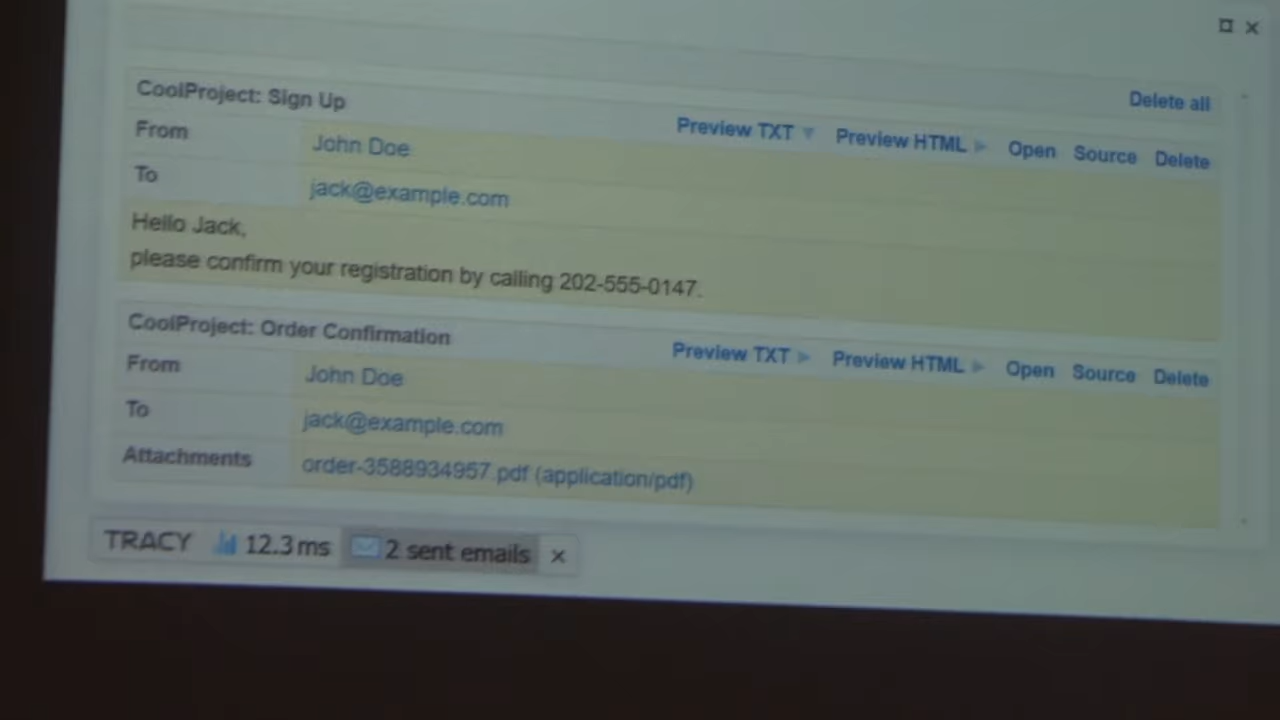 Delete all
CoolProject: Sign Up
Preview TXT Preview HTML Open Source Delete
From John Doe
To jack@example.com
Hello Jack,
please confirm your registration by calling 202-555-0147.
CoolProject: Order Confirmation
Preview TXT Preview HTML Open Source Delete
From John Doe
To jack@example.com
Attachments order-3588934957.pdf (application/pdf)
TRACY 12.3 ms 2 sent emails